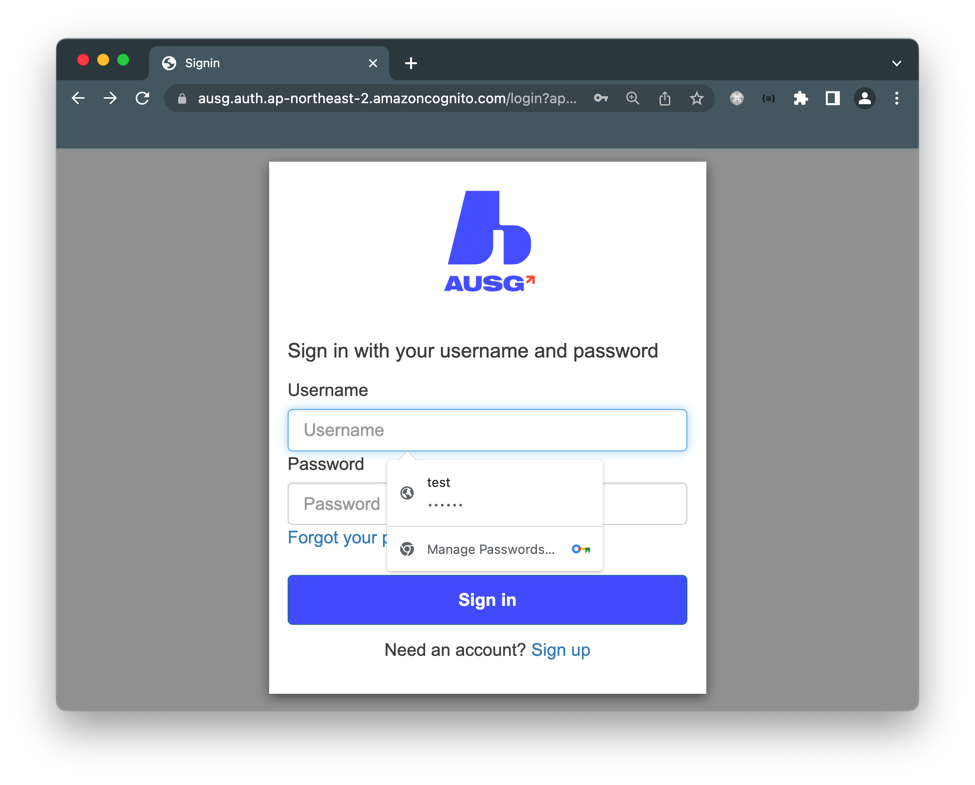 Signin
ausg.auth.ap-northeast-2.amazoncognito.com/login?ap...
AUSG
Sign in with your username and password
Username
Username
Password
test
......
Password
Forgot your p
Manage Passwords...
Sign in
Need an account? Sign up